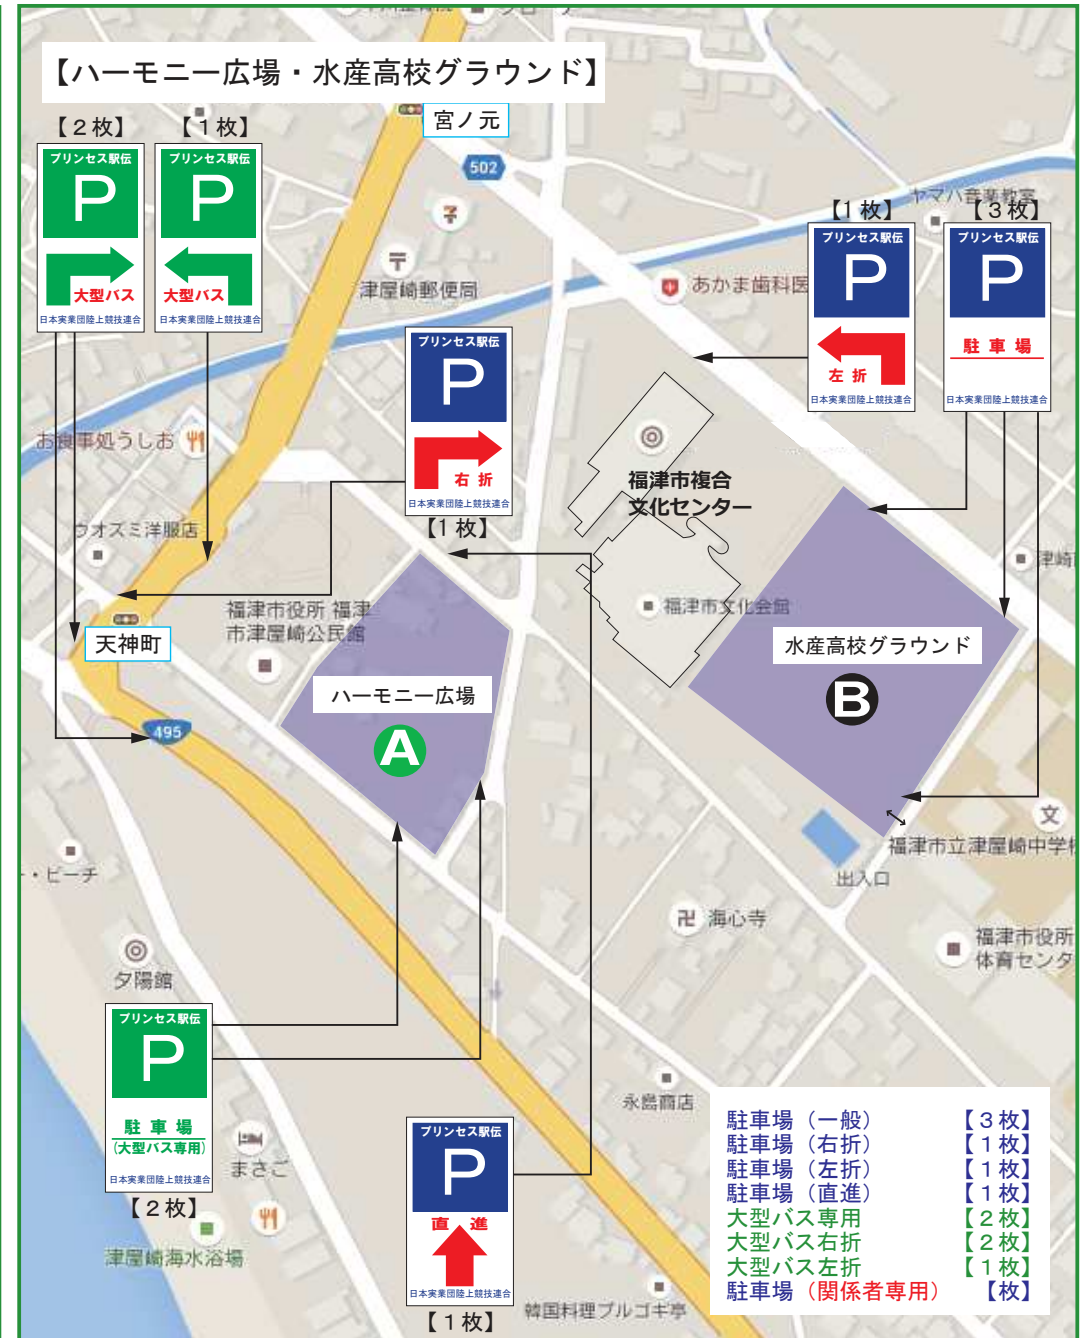 【ハーモニー広場・水産高校グラウンド】
宮ノ元
502
【２枚】
プリンセス駅伝
P
大型バス
日本実業団陸上競技連合
【１枚】
プリンセス駅伝
P
大型バス
日本実業団陸上競技連合
津屋崎郵便局
ヤマハ音楽教室
あかま歯科医
【1 枚】
プリンセス駅伝
P
左 折
日本実業団陸上競技連合
【３枚】
プリンセス駅伝
P
駐 車 場
日本実業団陸上競技連合
プリンセス駅伝
P
右 折
日本実業団陸上競技連合
【1 枚】
お食事処うしお
ウオスミ洋服店
福津市複合
文化センター
福津市文化会館
津崎
福津市役所 福津
市津屋崎公民館
天神町
495
ハーモニー広場
A
水産高校グラウンド
B
文
福津市立津屋崎中学校
出入口
・ビーチ
卍 海心寺
福津市役所
体育センタ
夕陽館
プリンセス駅伝
P
駐 車 場
(大型バス専用)
日本実業団陸上競技連合
【２枚】
まさご
津屋崎海水浴場
永島商店
プリンセス駅伝
P
直 進
日本実業団陸上競技連合
【１枚】
韓国料理プルコギ亭
駐車場（一般）【３枚】
駐車場（右折）【１枚】
駐車場（左折）【１枚】
駐車場（直進）【１枚】
大型バス専用【２枚】
大型バス右折【２枚】
大型バス左折【１枚】
駐車場（関係者専用）【枚】